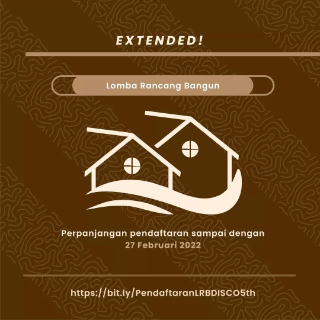 EXTENDED!
Lomba Rancang Bangun
Perpanjangan pendaftaran sampai dengan
27 Februari 2022
https://bit.ly/PendaftaranLRBDISCO5th